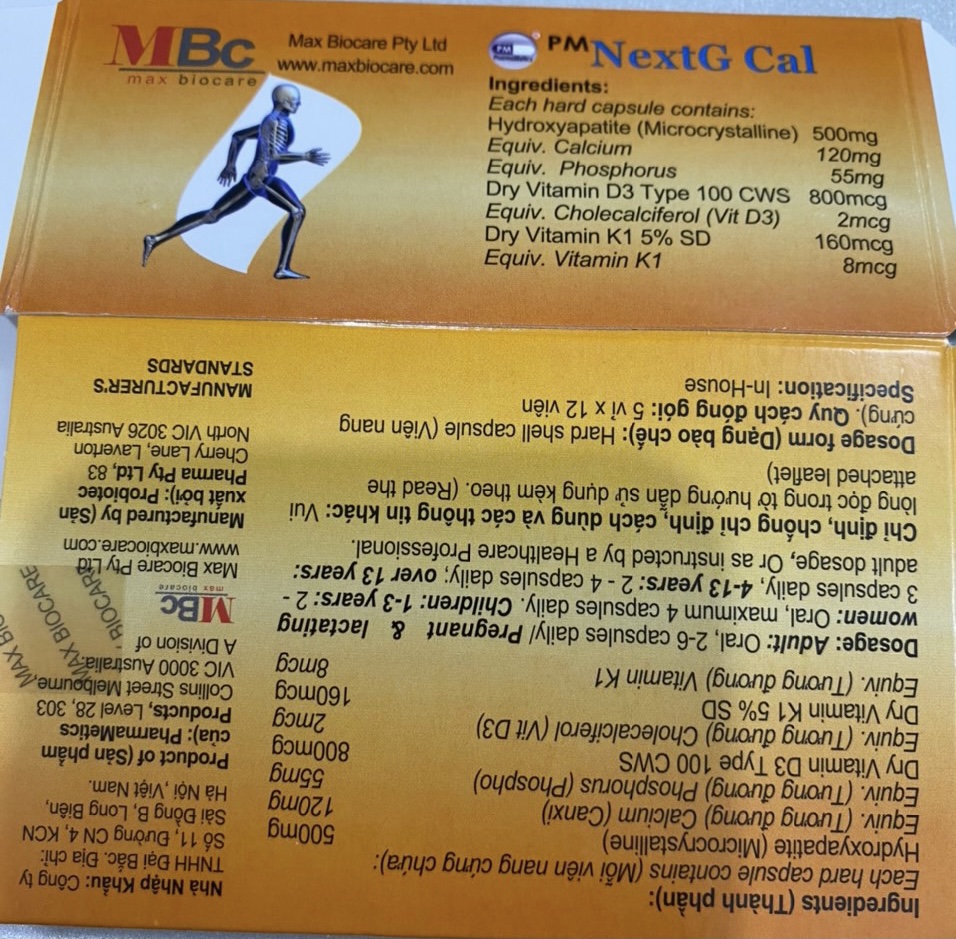 MBc
max biocare
Max Biocare Pty Ltd
www.maxbiocare.com
PM
PM NextG Cal
Ingredients:
Each hard capsule contains:
Hydroxyapatite (Microcrystalline) 500mg
Equiv. Calcium 120mg
Equiv. Phosphorus 55mg
Dry Vitamin D3 Type 100 CWS 800mcg
Equiv. Cholecalciferol (Vit D3) 2mcg
Dry Vitamin K1 5% SD 160mcg
Equiv. Vitamin K1 8mcg
Ingredients (Thành phần):
Each hard capsule contains (Mỗi viên nang cứng chứa):
Hydroxyapatite (Microcrystalline) 500mg
Equiv. (Tương đương) Calcium (Canxi) 120mg
Equiv. (Tương đương) Phosphorus (Phospho) 55mg
Dry Vitamin D3 Type 100 CWS 800mcg
Equiv. (Tương đương) Cholecalciferol (Vit D3) 2mcg
Dry Vitamin K1 5% SD 160mcg
Equiv. (Tương đương) Vitamin K1 8mcg
Dosage: Adult: Oral, 2-6 capsules daily/ Pregnant & lactating
women: Oral, maximum 4 capsules daily. Children: 1-3 years: 2 -
3 capsules daily, 4-13 years: 2 - 4 capsules daily; over 13 years:
adult dosage, Or as instructed by a Healthcare Professional.
Chỉ định, chống chỉ định, cách dùng và các thông tin khác: Vui
lòng đọc trong tờ hướng dẫn sử dụng kèm theo. (Read the
attached leaflet)
Dosage form (Dạng bào chế): Hard shell capsule (Viên nang
cứng). Quy cách đóng gói: 5 vỉ x 12 viên
Specification: In-House
Nhà Nhập Khẩu: Công ty
TNHH Đại Bắc. Địa chỉ:
Số 11, Đường CN 4, KCN
Sài Đồng B, Long Biên,
Hà Nội ,Việt Nam.
Product of (Sản phẩm
của): PharmaMetics
Products, Level 28, 303
Collins Street Melbourne,
VIC 3000 Australia.
A Division of
MBc
max biocare
Max Biocare Pty Ltd
www.maxbiocare.com
Manufactured by (Sản
xuất bởi): Probiotec
Pharma Pty Ltd, 83
Cherry Lane, Laverton
North VIC 3026 Australia
MANUFACTURER'S
STANDARDS
MAX BIOCARE
BIOCARE
MAX BIO